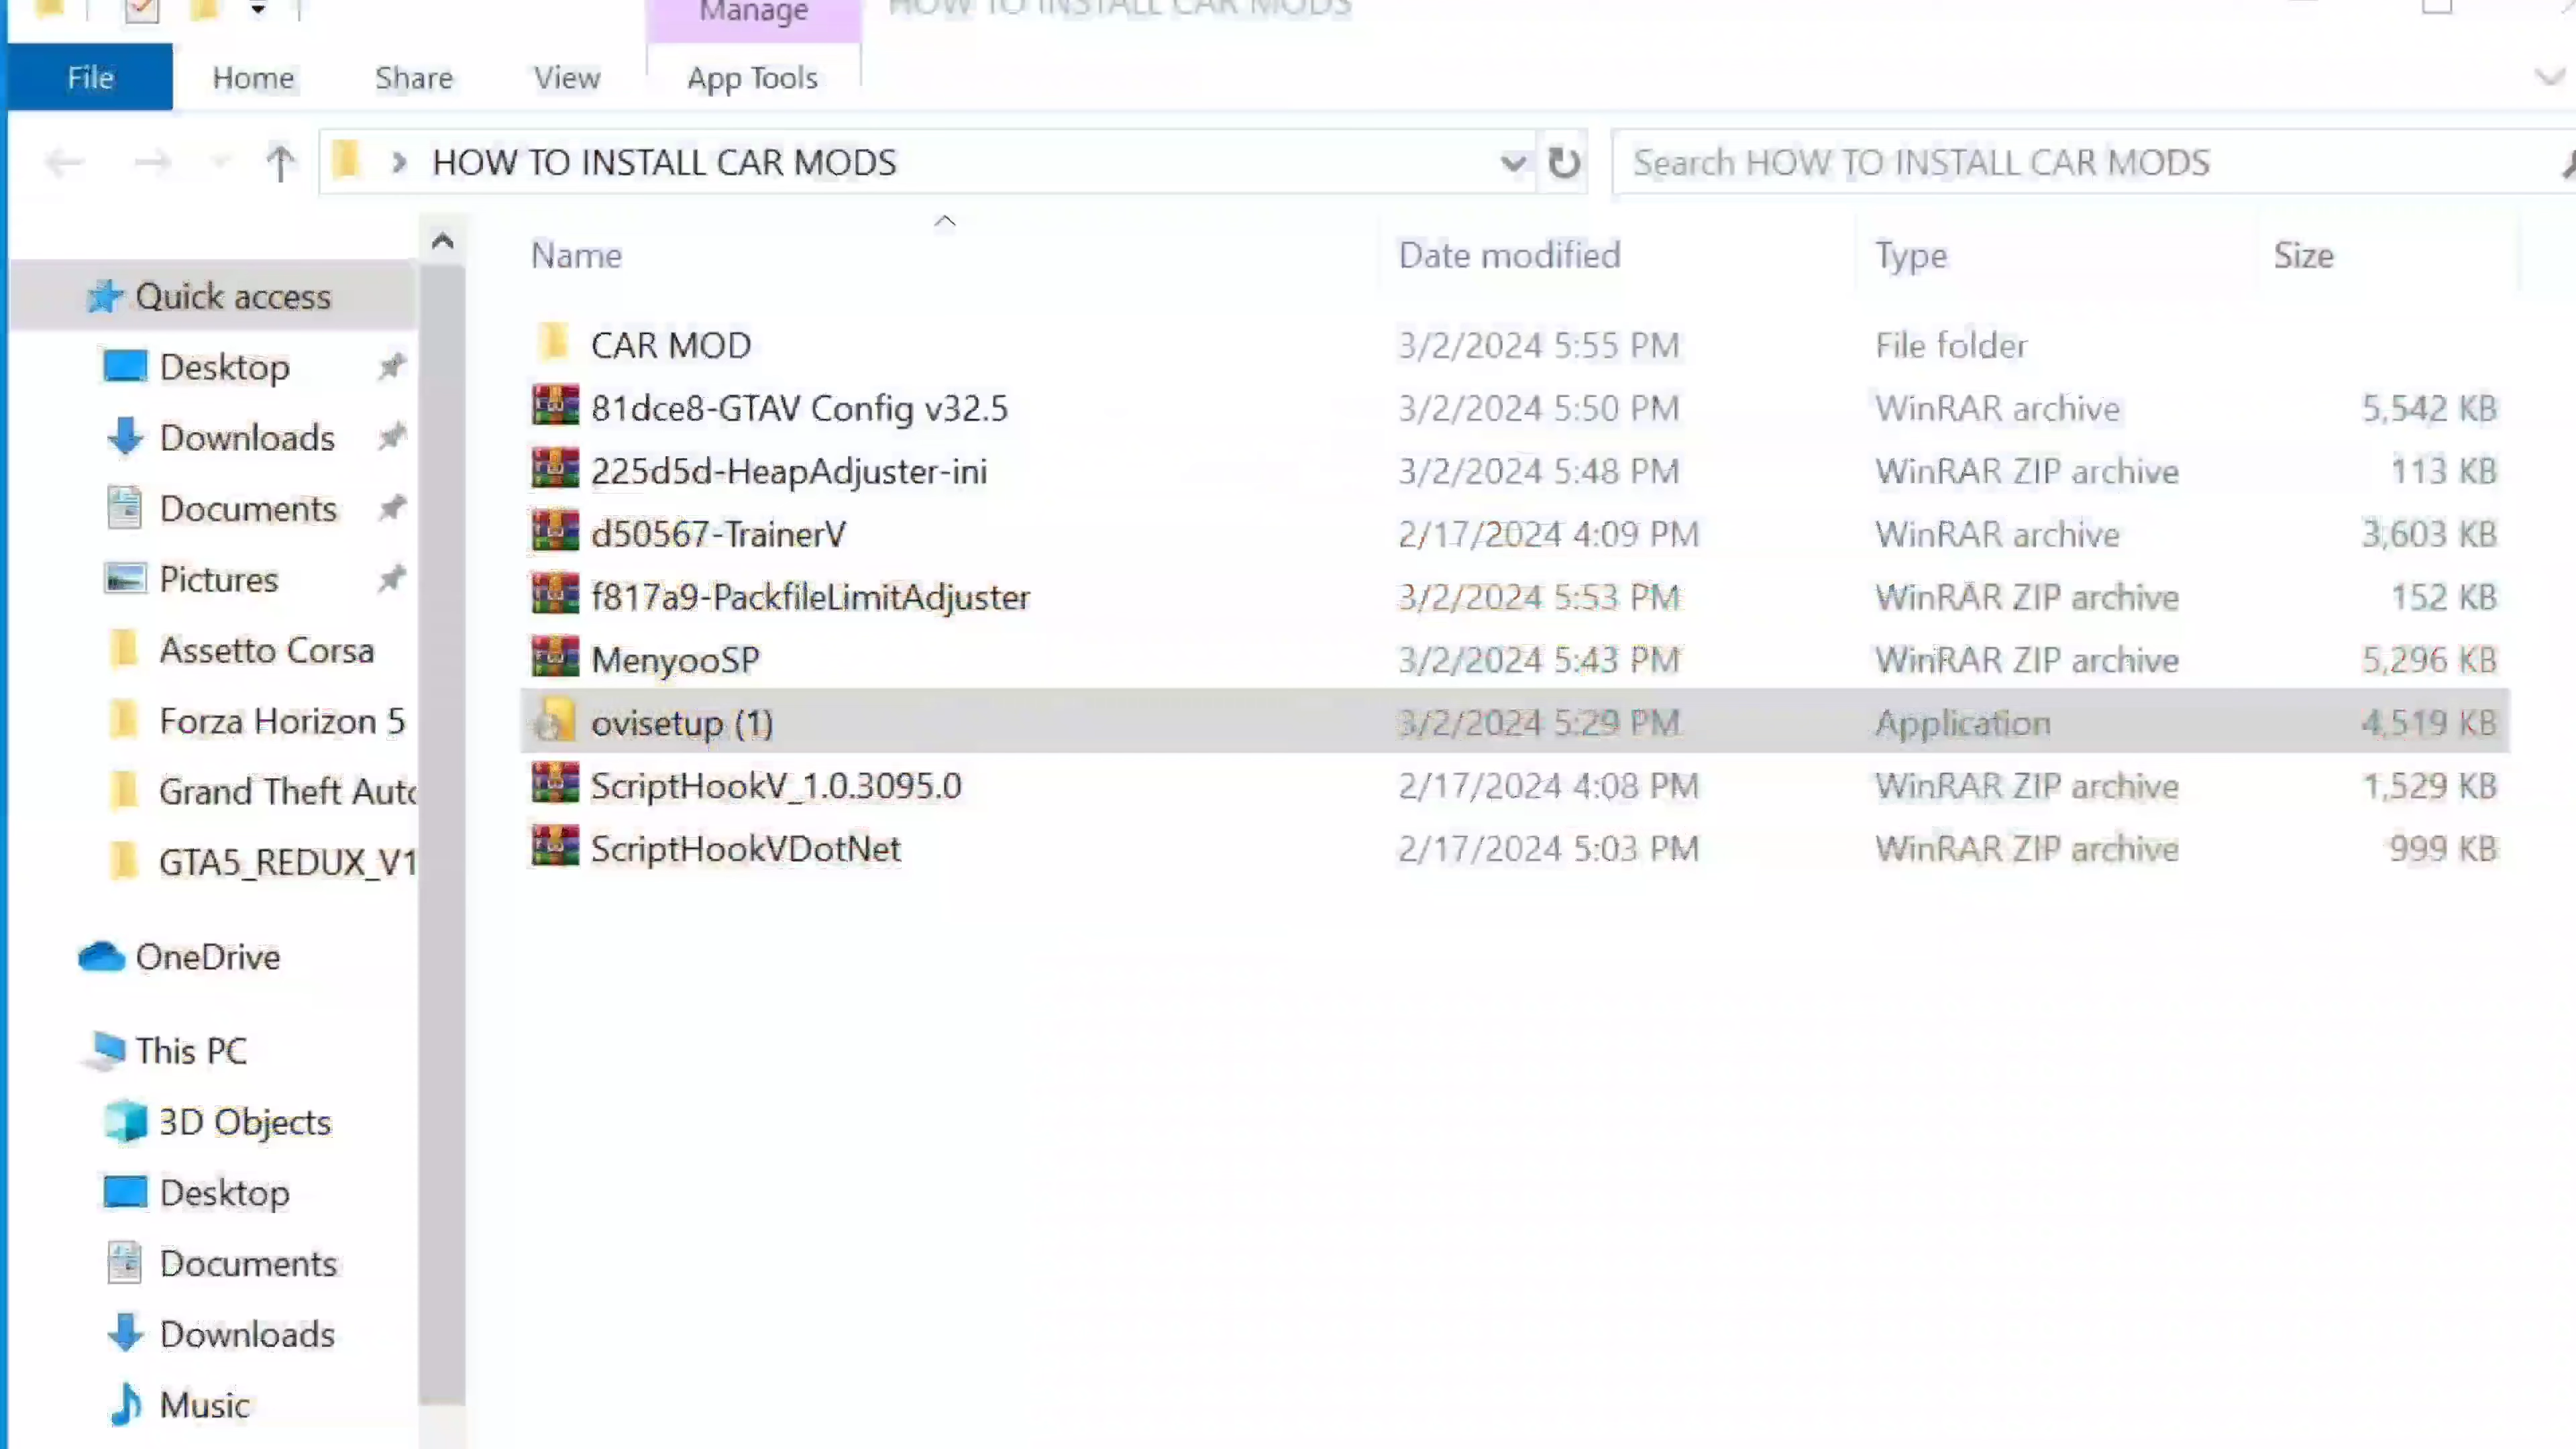 Manage HOW TO INSTALL CAR MODS
File Home Share View App Tools
HOW TO INSTALL CAR MODS Search HOW TO INSTALL CAR MODS
Name Date modified Type Size
Quick access
Desktop
Downloads
Documents
Pictures
Assetto Corsa
Forza Horizon 5
Grand Theft Auto
GTA5_REDUX_V1
OneDrive
This PC
3D Objects
Desktop
Documents
Downloads
Music
CAR MOD 3/2/2024 5:55 PM File folder
81dce8-GTAV Config v32.5 3/2/2024 5:50 PM WinRAR archive 5,542 KB
225d5d-HeapAdjuster-ini 3/2/2024 5:48 PM WinRAR ZIP archive 113 KB
d50567-TrainerV 2/17/2024 4:09 PM WinRAR archive 3,603 KB
f817a9-PackfileLimitAdjuster 3/2/2024 5:53 PM WinRAR ZIP archive 152 KB
MenyooSP 3/2/2024 5:43 PM WinRAR ZIP archive 5,296 KB
ovisetup (1) 3/2/2024 5:29 PM Application 4,519 KB
ScriptHookV_1.0.3095.0 2/17/2024 4:08 PM WinRAR ZIP archive 1,529 KB
ScriptHookVDotNet 2/17/2024 5:03 PM WinRAR ZIP archive 999 KB